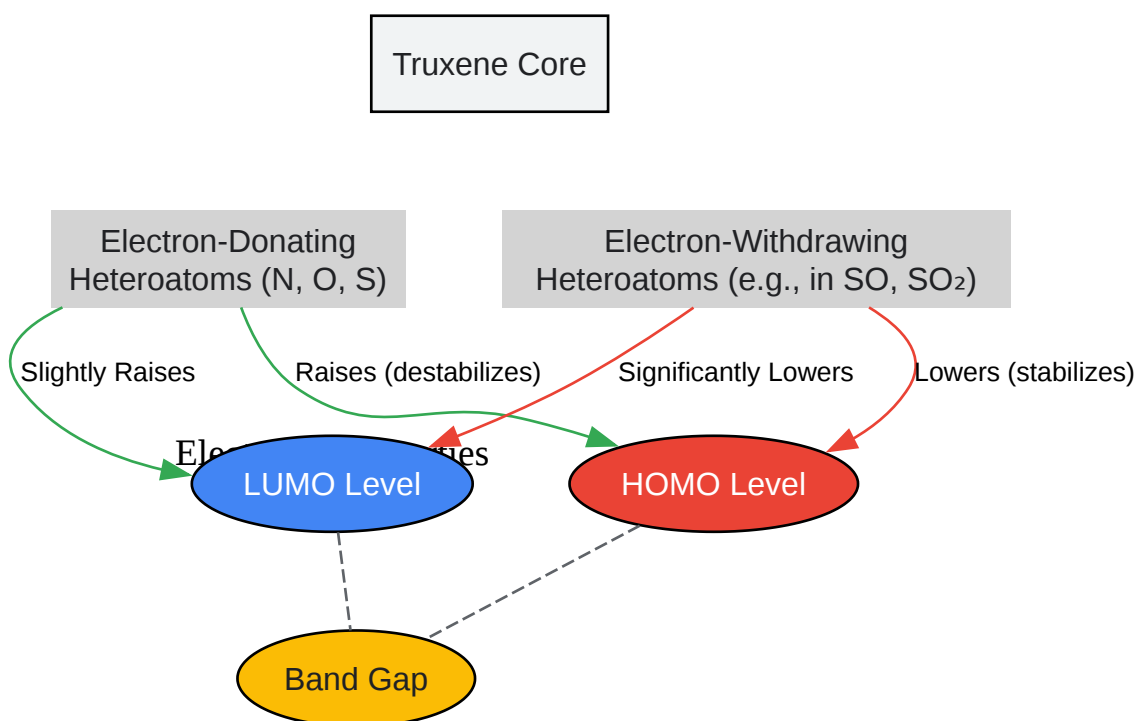 Truxene Core
Electron-Donating
Heteroatoms (N, O, S)
Electron-Withdrawing
Heteroatoms (e.g., in SO, SO₂)
Slightly Raises
Raises (destabilizes)
Significantly Lowers
Lowers (stabilizes)
LUMO Level
HOMO Level
Band Gap